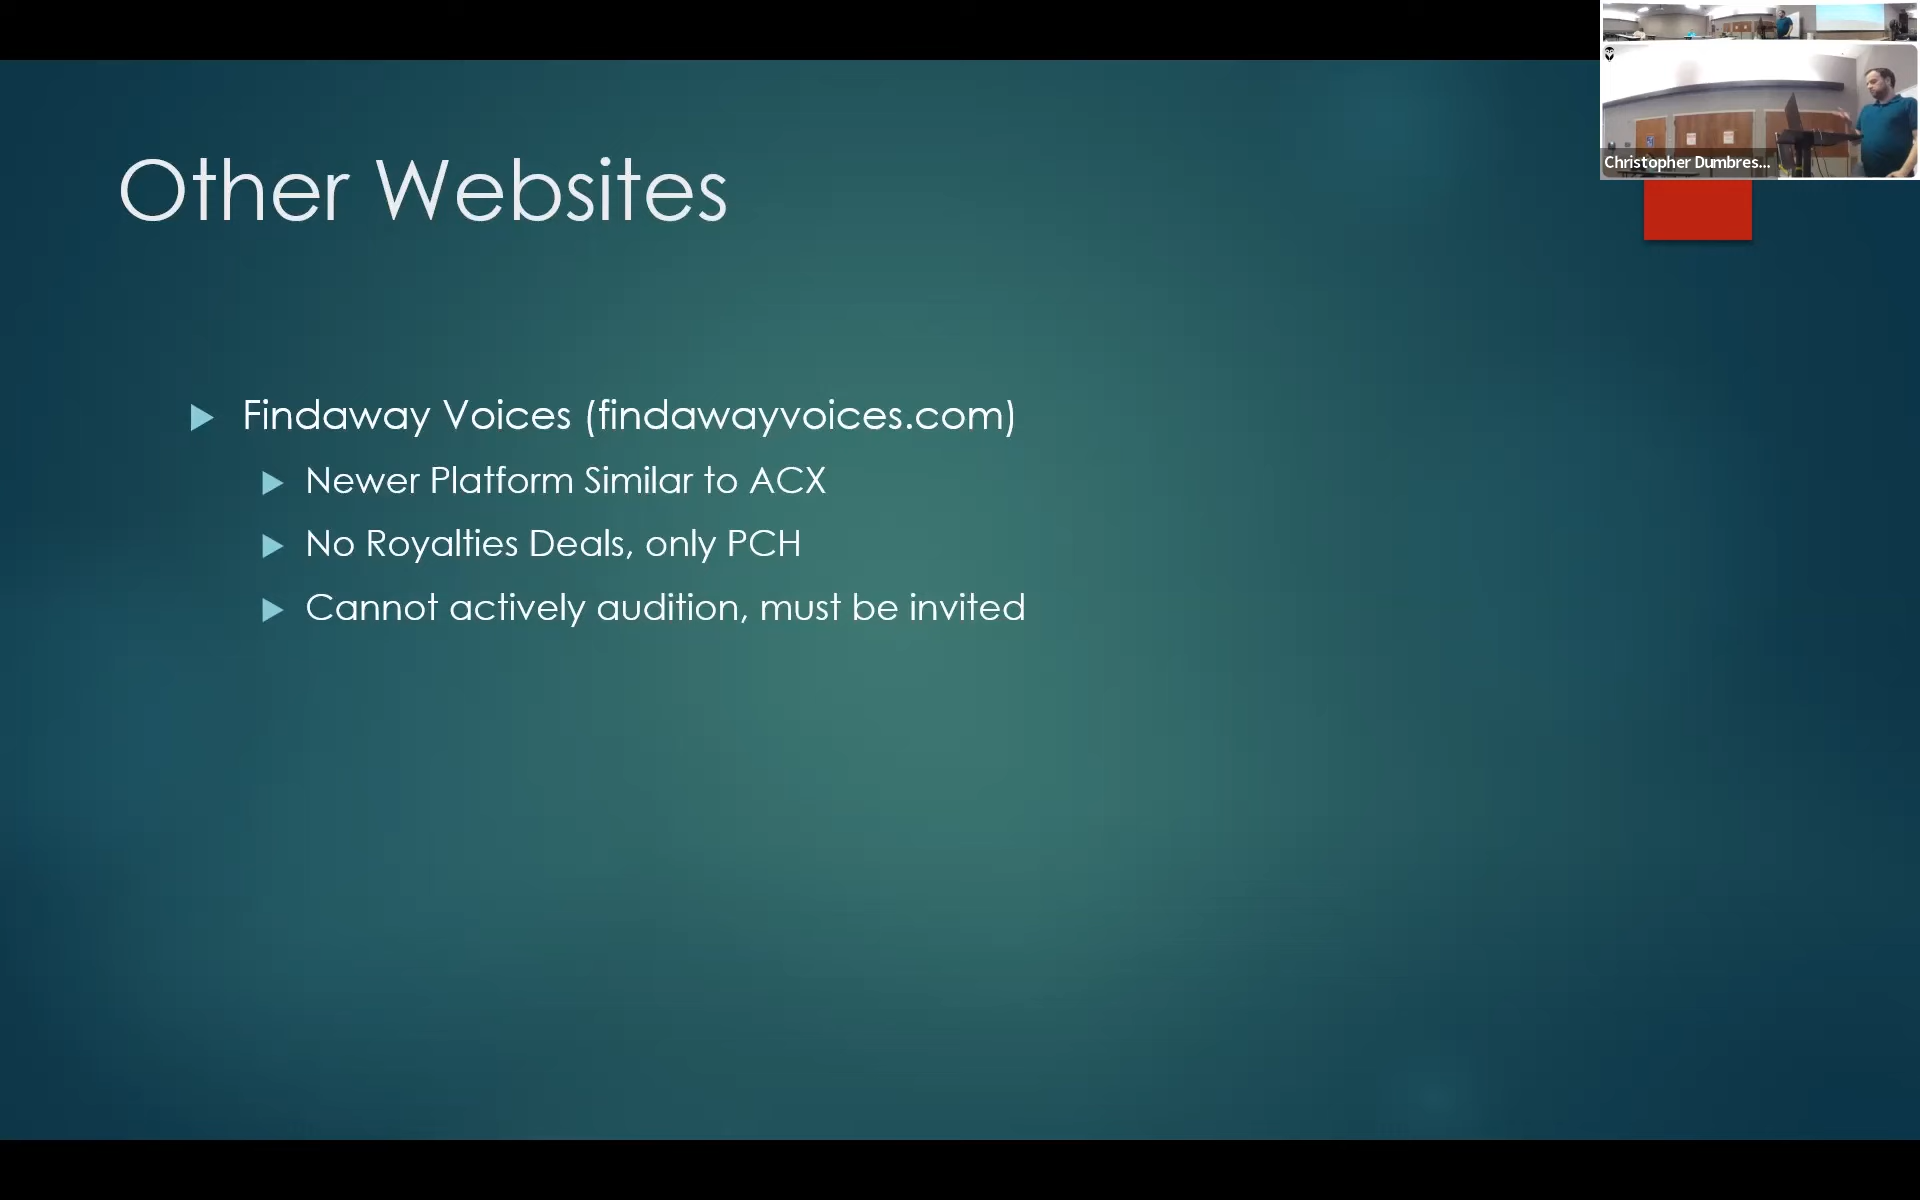 Other Websites
Findaway Voices (findawayvoices.com)
Newer Platform Similar to ACX
No Royalties Deals, only PCH
Cannot actively audition, must be invited
Christopher Dumbres...